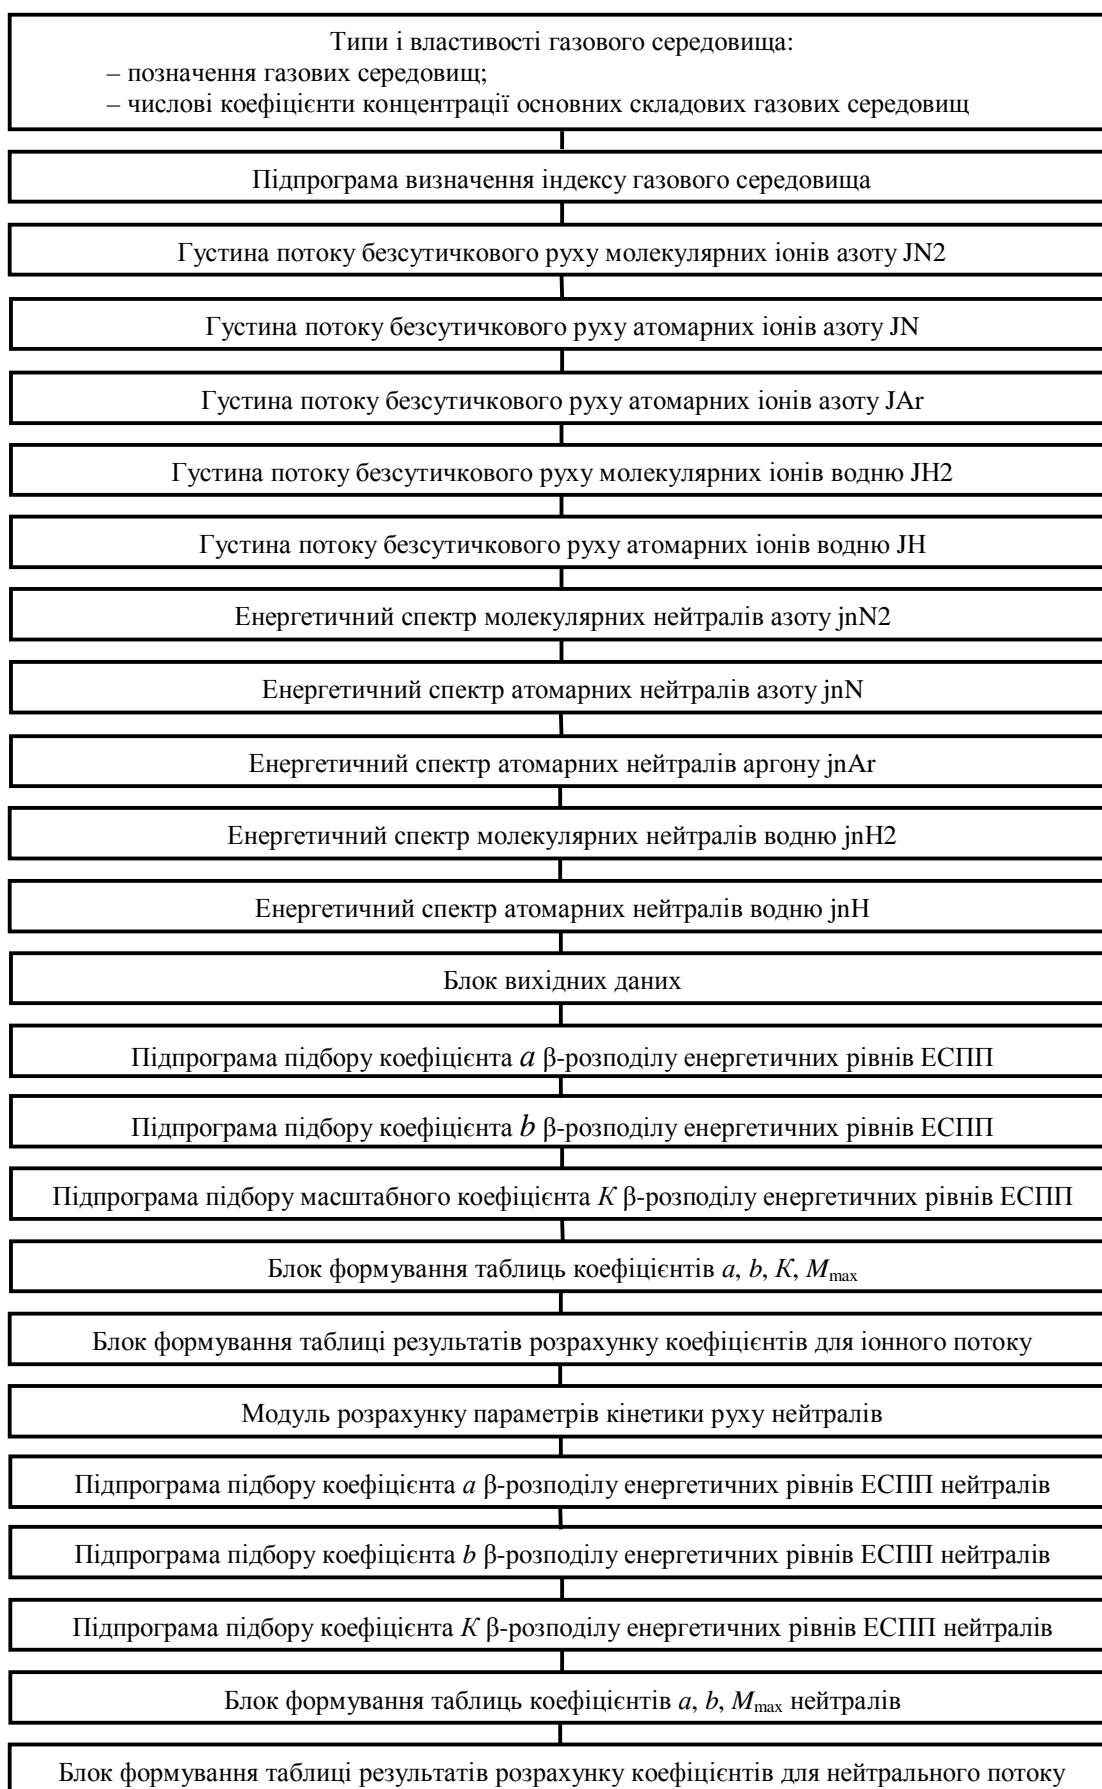 Типи і властивості газового середовища:
– позначення газових середовищ;
– числові коефіцієнти концентрації основних складових газових середовищ
Підпрограма визначення індексу газового середовища
Густина потоку безсутичкового руху молекулярних іонів азоту JN2
Густина потоку безсутичкового руху атомарних іонів азоту JN
Густина потоку безсутичкового руху атомарних іонів азоту JAr
Густина потоку безсутичкового руху молекулярних іонів водню JH2
Густина потоку безсутичкового руху атомарних іонів водню JH
Енергетичний спектр молекулярних нейтралів азоту jnN2
Енергетичний спектр атомарних нейтралів азоту jnN
Енергетичний спектр атомарних нейтралів аргону jnAr
Енергетичний спектр молекулярних нейтралів водню jnH2
Енергетичний спектр атомарних нейтралів водню jnH
Блок вихідних даних
Підпрограма підбору коефіцієнта a β-розподілу енергетичних рівнів ЕСПП
Підпрограма підбору коефіцієнта b β-розподілу енергетичних рівнів ЕСПП
Підпрограма підбору масштабного коефіцієнта K β-розподілу енергетичних рівнів ЕСПП
Блок формування таблиць коефіцієнтів a, b, K, Mmax
Блок формування таблиці результатів розрахунку коефіцієнтів для іонного потоку
Модуль розрахунку параметрів кінетики руху нейтралів
Підпрограма підбору коефіцієнта a β-розподілу енергетичних рівнів ЕСПП нейтралів
Підпрограма підбору коефіцієнта b β-розподілу енергетичних рівнів ЕСПП нейтралів
Підпрограма підбору коефіцієнта K β-розподілу енергетичних рівнів ЕСПП нейтралів
Блок формування таблиць коефіцієнтів a, b, Mmax нейтралів
Блок формування таблиці результатів розрахунку коефіцієнтів для нейтрального потоку